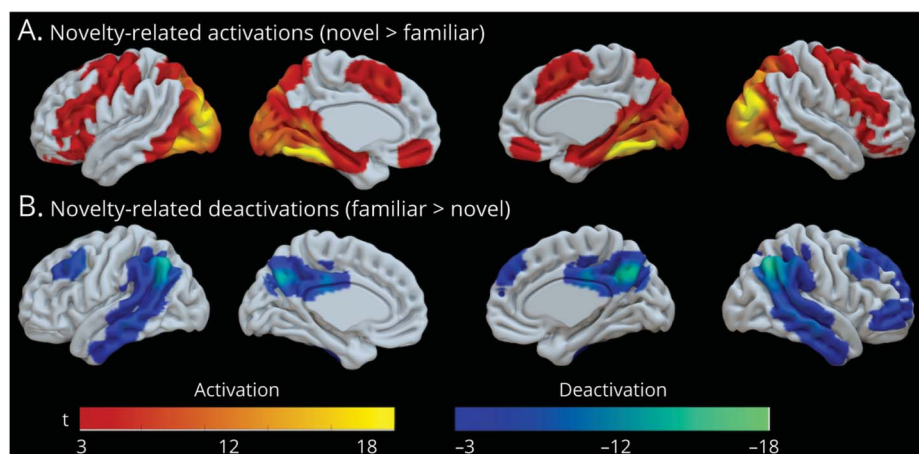 A. Novelty-related activations (novel > familiar)
B. Novelty-related deactivations (familiar > novel)
Activation Deactivation
t
3 12 18 –3 –12 –18